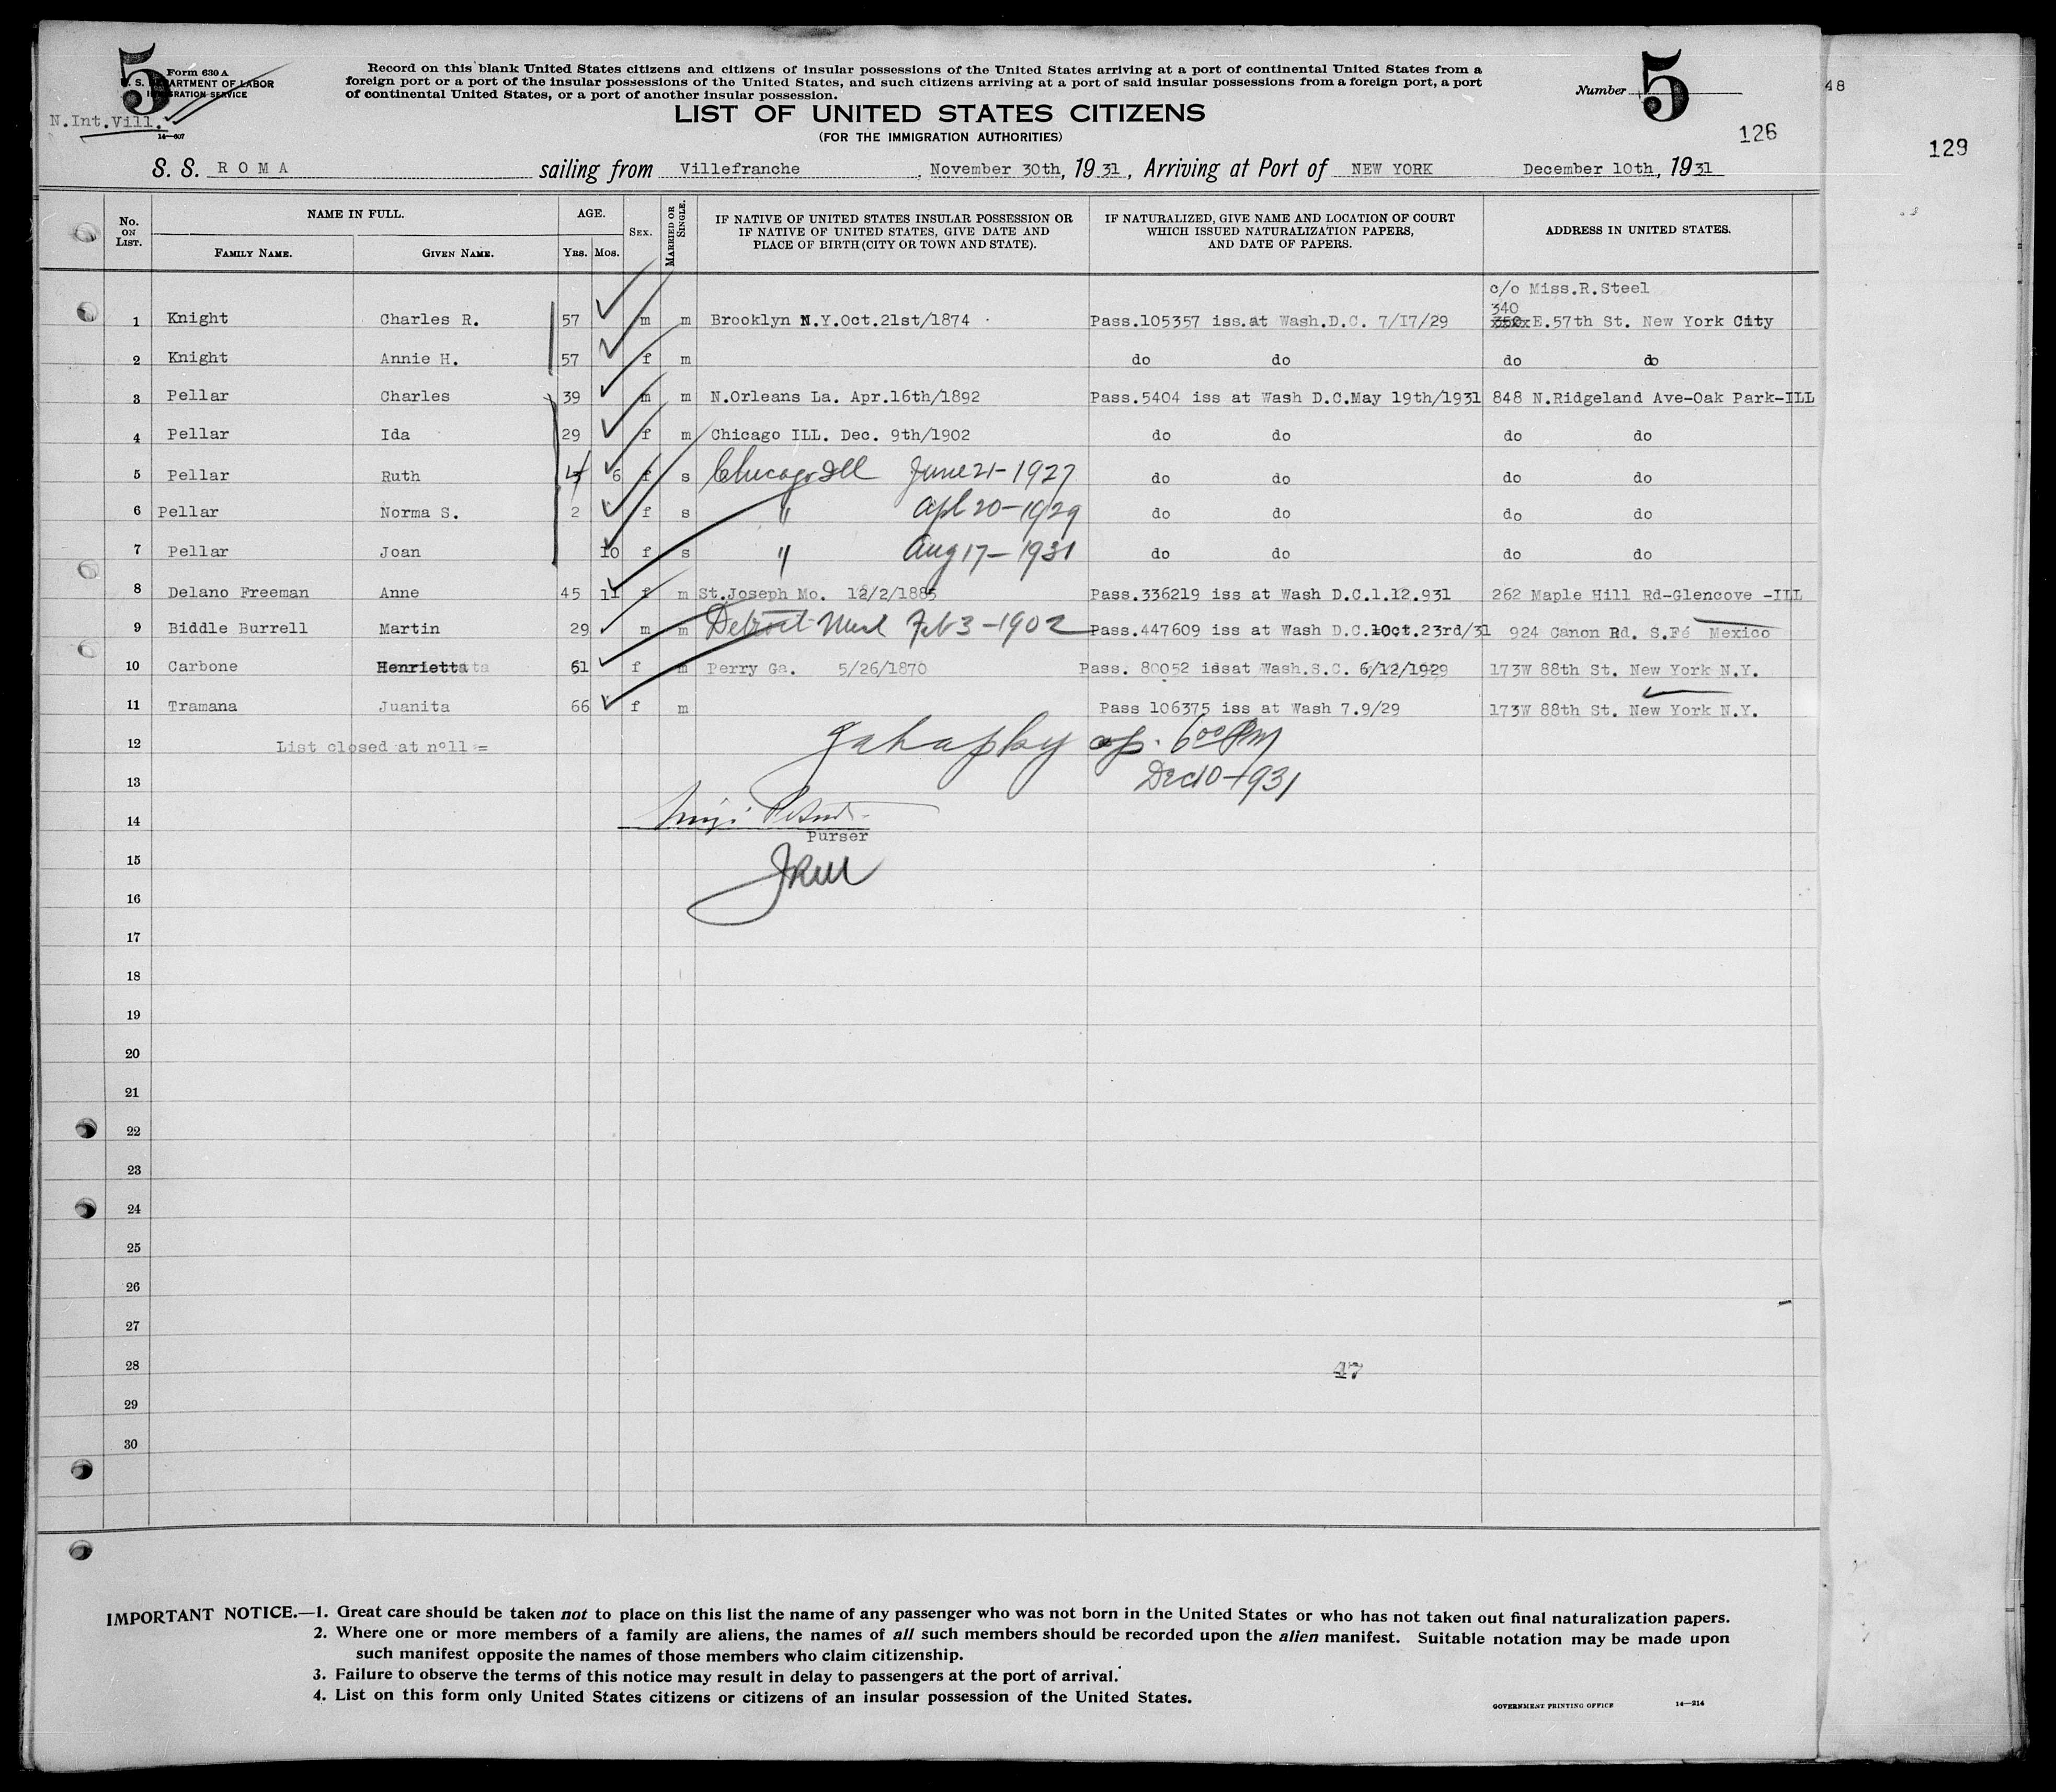 5 Form 630 A
U. S. DEPARTMENT OF LABOR
IMMIGRATION SERVICE
N.Int.Vill.
14—607
Record on this blank United States citizens and citizens of insular possessions of the United States arriving at a port of continental United States from a
foreign port or a port of the insular possessions of the United States, and such citizens arriving at a port of said insular possessions from a foreign port, a port
of continental United States, or a port of another insular possession.
LIST OF UNITED STATES CITIZENS
(FOR THE IMMIGRATION AUTHORITIES)
Number 5
126
48
129
S. S. ROMA sailing from Villefranche, November 30th, 1931, Arriving at Port of NEW YORK December 10th, 1931
No. ON LIST.
NAME IN FULL.
FAMILY NAME. GIVEN NAME.
AGE.
YRS. MOS.
SEX.
MARRIED OR SINGLE.
IF NATIVE OF UNITED STATES INSULAR POSSESSION OR
IF NATIVE OF UNITED STATES, GIVE DATE AND
PLACE OF BIRTH (CITY OR TOWN AND STATE).
IF NATURALIZED, GIVE NAME AND LOCATION OF COURT
WHICH ISSUED NATURALIZATION PAPERS,
AND DATE OF PAPERS.
ADDRESS IN UNITED STATES.
c/o Miss.R.Steel
340
1 Knight Charles R. 57 m m Brooklyn N.Y.Oct.21st/1874 Pass.105357 iss.at Wash.D.C. 7/17/29 E.57th St. New York City
2 Knight Annie H. 57 f m do do do do
3 Pellar Charles 39 m m N.Orleans La. Apr.16th/1892 Pass.5404 iss at Wash D.C.May 19th/1931 848 N.Ridgeland Ave-Oak Park-ILL
4 Pellar Ida 29 f m Chicago ILL. Dec. 9th/1902 do do do do
5 Pellar Ruth 4 6 f s Chicago Ill June 21-1927 do do do do
6 Pellar Norma S. 2 f s " Apl 20-1929 do do do do
7 Pellar Joan 10 f s " Aug 17-1931 do do do do
8 Delano Freeman Anne 45 11 f m St.Joseph Mo. 12/2/1885 Pass.336219 iss at Wash D.C.1.12.931 262 Maple Hill Rd-Glencove -ILL
9 Biddle Burrell Martin 29 m m Detroit Mich Feb 3-1902 Pass.447609 iss at Wash D.C.10ct.23rd/31 924 Canon Rd. S.Fé Mexico
10 Carbone Henrietta 61 f m Perry Ga. 5/26/1870 Pass. 80052 issat Wash.S.C. 6/12/1929 173W 88th St. New York N.Y.
11 Tramana Juanita 66 f m Pass 106375 iss at Wash 7.9/29 173W 88th St. New York N.Y.
12 List closed at n°11 = 6 00 PM
13 Dec 10-1931
14
Purser
15
16
17
18
19
20
21
22
23
24
25
26
27
28 47
29
30
IMPORTANT NOTICE.—1. Great care should be taken not to place on this list the name of any passenger who was not born in the United States or who has not taken out final naturalization papers.
2. Where one or more members of a family are aliens, the names of all such members should be recorded upon the alien manifest. Suitable notation may be made upon
such manifest opposite the names of those members who claim citizenship.
3. Failure to observe the terms of this notice may result in delay to passengers at the port of arrival.
4. List on this form only United States citizens or citizens of an insular possession of the United States.
GOVERNMENT PRINTING OFFICE 14—214